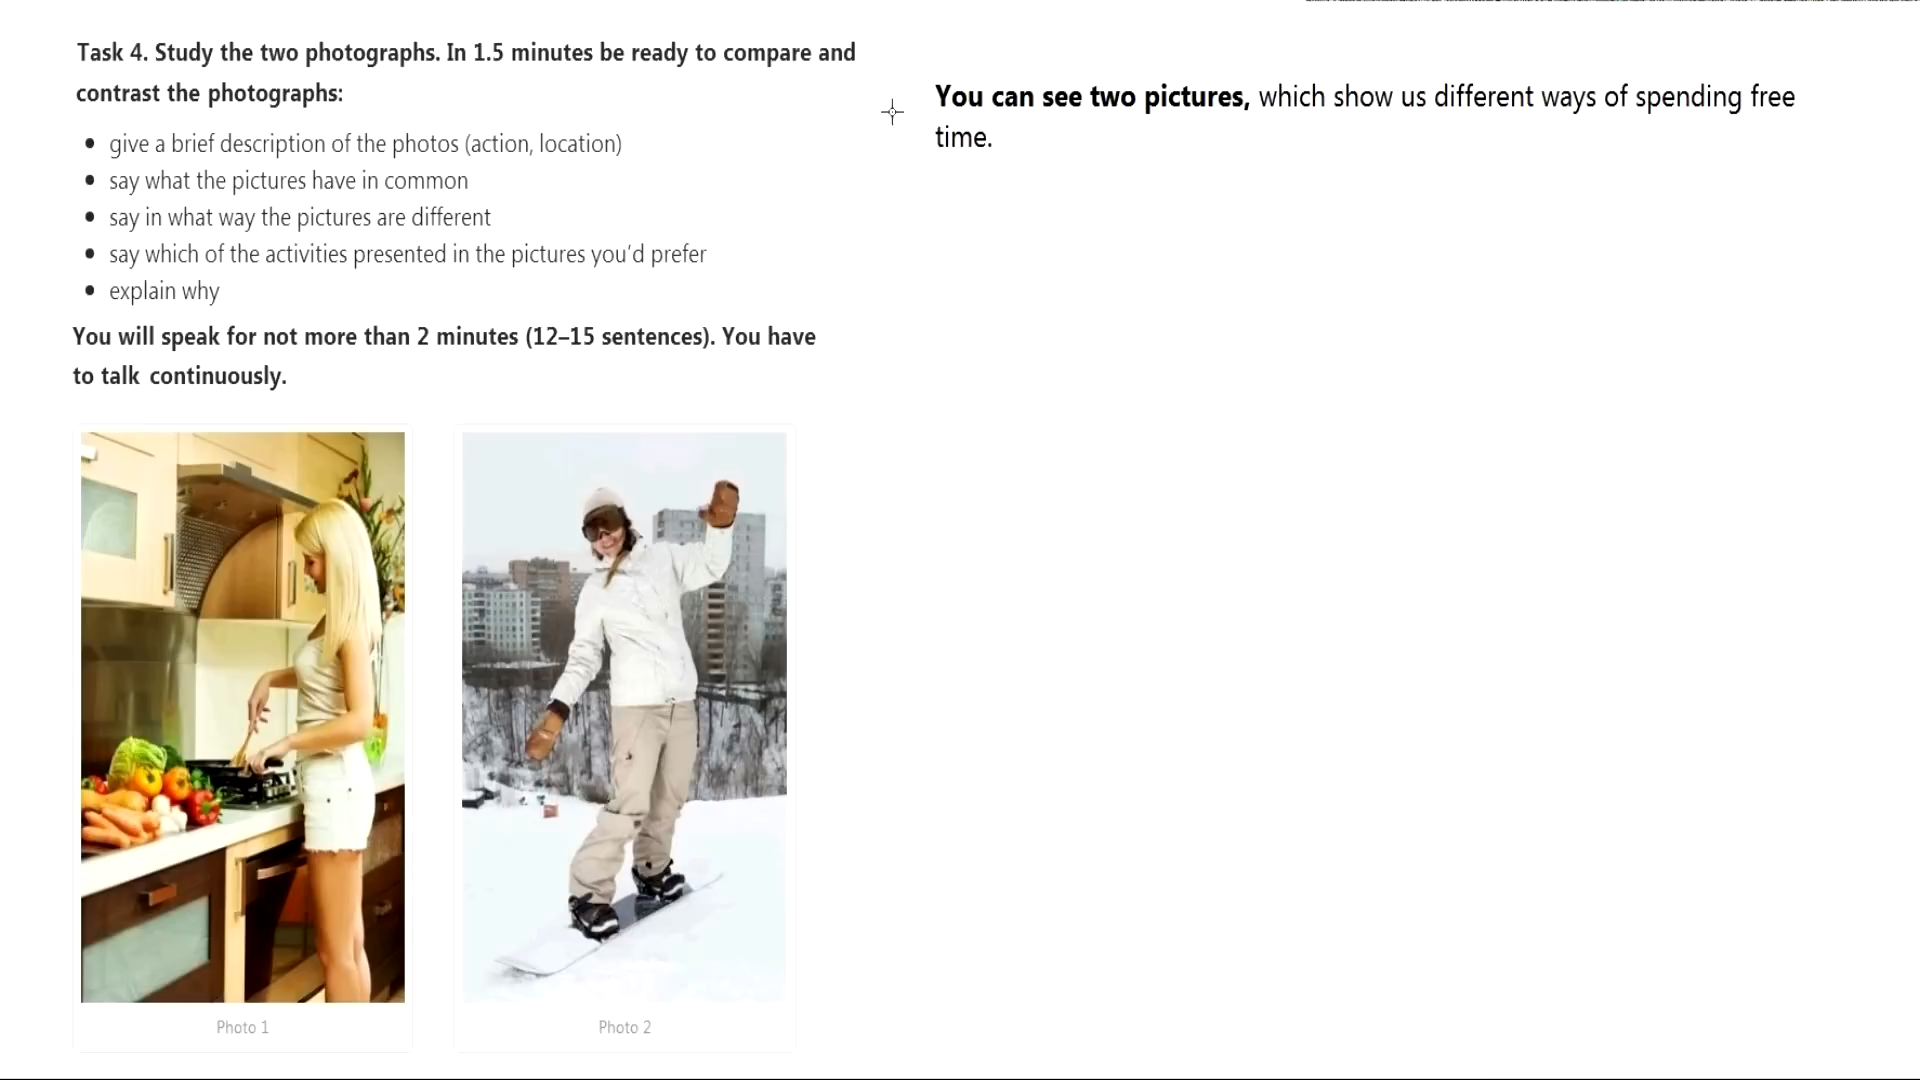 Task 4. Study the two photographs. In 1.5 minutes be ready to compare and
contrast the photographs:
• give a brief description of the photos (action, location)
• say what the pictures have in common
• say in what way the pictures are different
• say which of the activities presented in the pictures you’d prefer
• explain why
You will speak for not more than 2 minutes (12–15 sentences). You have
to talk continuously.
Photo 1
Photo 2
You can see two pictures, which show us different ways of spending free
time.